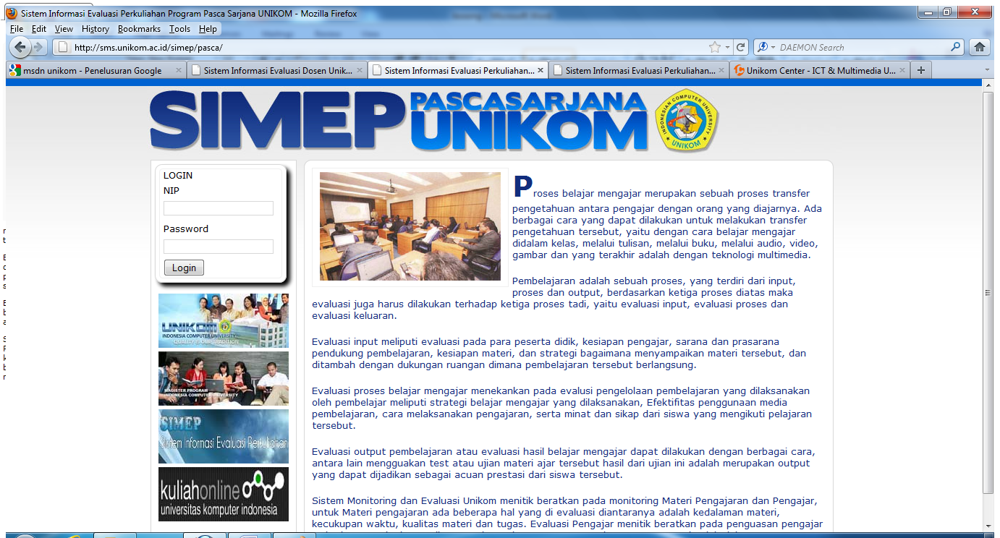 Sistem Informasi Evaluasi Perkuliahan Program Pasca Sarjana UNIKOM - Mozilla Firefox
File Edit View History Bookmarks Tools Help
http://sms.unikom.ac.id/simep/pasca/
DAEMON Search
msdn unikom - Penelusuran Google
Sistem Informasi Evaluasi Dosen Unik...
Sistem Informasi Evaluasi Perkuliahan...
Sistem Informasi Evaluasi Perkuliahan...
Unikom Center - ICT & Multimedia U...
SIMEP PASCASARJANA
UNIKOM
INDONESIAN COMPUTER UNIVERSITY
UNIKOM
LOGIN
NIP
Password
Login
UNIKOM
INDONESIA COMPUTER UNIVERSITY
QUALITY IS OUR TRADITION
MAGISTER PROGRAM
INDONESIA COMPUTER UNIVERSITY
SIMEP
Sistem Informasi Evaluasi Perkuliahan
kuliahonline
universitas komputer indonesia
Proses belajar mengajar merupakan sebuah proses transfer
pengetahuan antara pengajar dengan orang yang diajarnya. Ada
berbagai cara yang dapat dilakukan untuk melakukan transfer
pengetahuan tersebut, yaitu dengan cara belajar mengajar
didalam kelas, melalui tulisan, melalui buku, melalui audio, video,
gambar dan yang terakhir adalah dengan teknologi multimedia.
Pembelajaran adalah sebuah proses, yang terdiri dari input,
proses dan output, berdasarkan ketiga proses diatas maka
evaluasi juga harus dilakukan terhadap ketiga proses tadi, yaitu evaluasi input, evaluasi proses dan
evaluasi keluaran.
Evaluasi input meliputi evaluasi pada para peserta didik, kesiapan pengajar, sarana dan prasarana
pendukung pembelajaran, kesiapan materi, dan strategi bagaimana menyampaikan materi tersebut, dan
ditambah dengan dukungan ruangan dimana pembelajaran tersebut berlangsung.
Evaluasi proses belajar mengajar menekankan pada evalusi pengelolaan pembelajaran yang dilaksanakan
oleh pembelajar meliputi strategi belajar mengajar yang dilaksanakan, Efektifitas penggunaan media
pembelajaran, cara melaksanakan pengajaran, serta minat dan sikap dari siswa yang mengikuti pelajaran
tersebut.
Evaluasi output pembelajaran atau evaluasi hasil belajar mengajar dapat dilakukan dengan berbagai cara,
antara lain mengguakan test atau ujian materi ajar tersebut hasil dari ujian ini adalah merupakan output
yang dapat dijadikan sebagai acuan prestasi dari siswa tersebut.
Sistem Monitoring dan Evaluasi Unikom menitik beratkan pada monitoring Materi Pengajaran dan Pengajar,
untuk Materi pengajaran ada beberapa hal yang di evaluasi diantaranya adalah kedalaman materi,
kecukupan waktu, kualitas materi dan tugas. Evaluasi Pengajar menitik beratkan pada penguasan pengajar